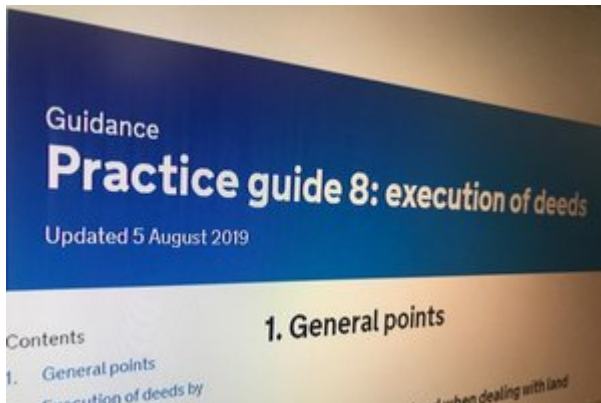 Guidance
Practice guide 8: execution of deeds
Updated 5 August 2019
Contents
1. General points
1. General points
Execution of deeds by
when dealing with land